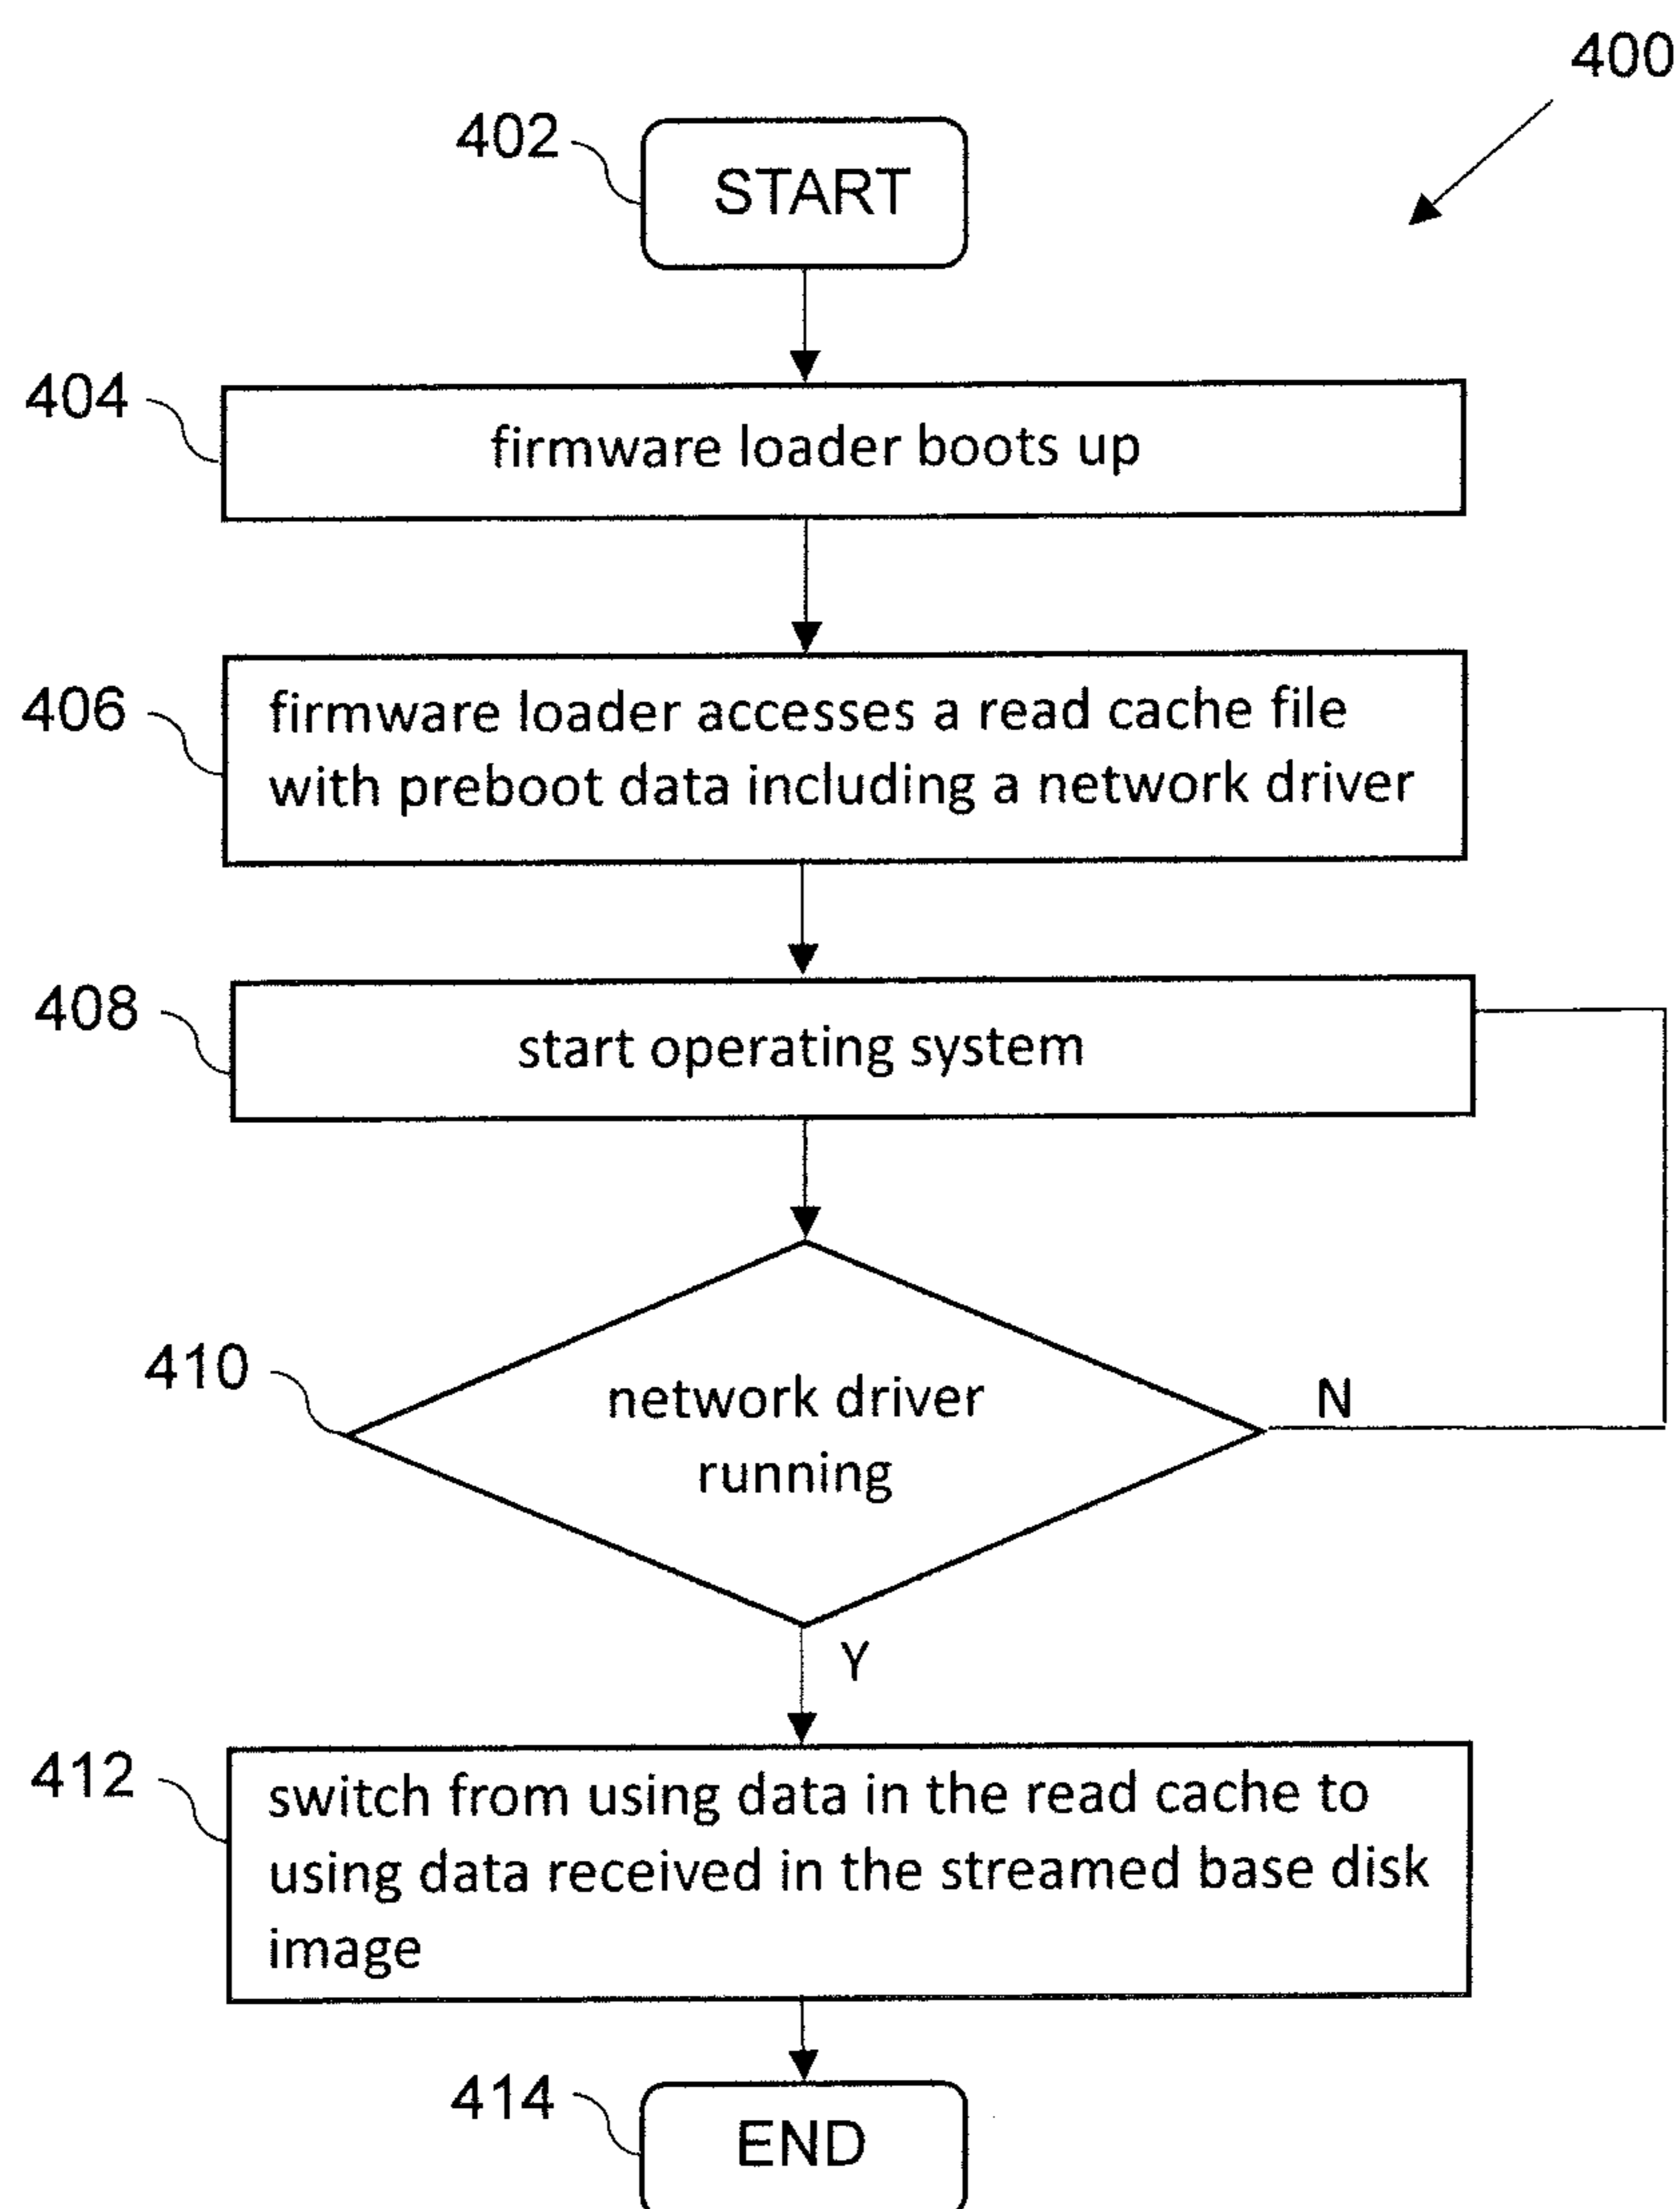 400
402
START
404
firmware loader boots up
406
firmware loader accesses a read cache file
with preboot data including a network driver
408
start operating system
410
network driver
running
N
Y
412
switch from using data in the read cache to
using data received in the streamed base disk
image
414
END